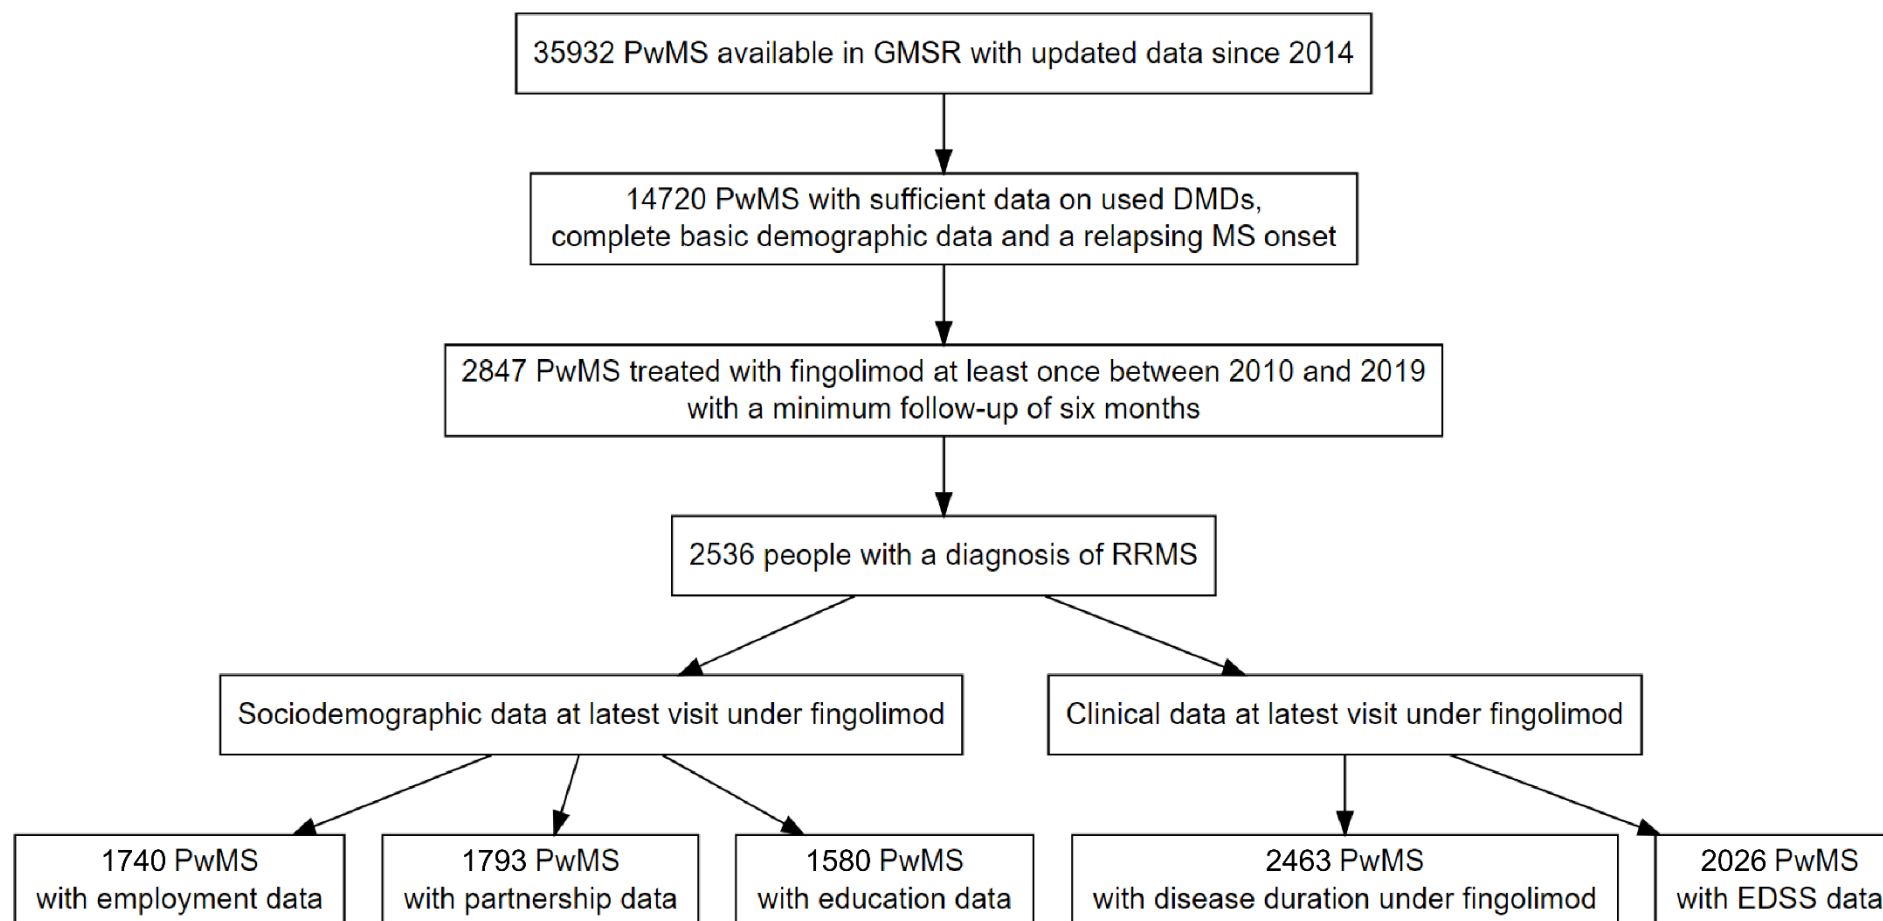 35932 PwMS available in GMSR with updated data since 2014
14720 PwMS with sufficient data on used DMDs,
complete basic demographic data and a relapsing MS onset
2847 PwMS treated with fingolimod at least once between 2010 and 2019
with a minimum follow-up of six months
2536 people with a diagnosis of RRMS
Sociodemographic data at latest visit under fingolimod
Clinical data at latest visit under fingolimod
1740 PwMS
with employment data
1793 PwMS
with partnership data
1580 PwMS
with education data
2463 PwMS
with disease duration under fingolimod
2026 PwMS
with EDSS data